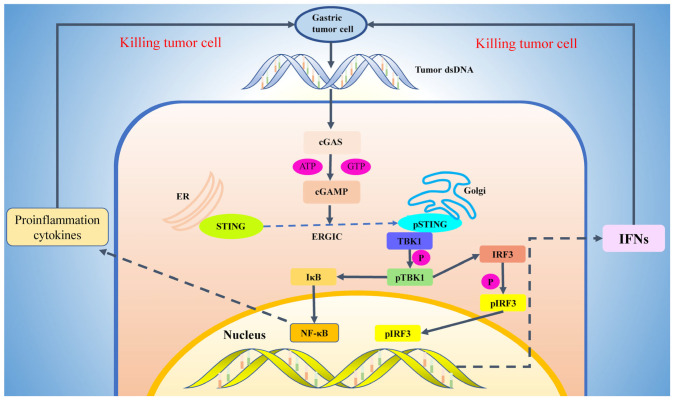 Gastric
tumor cell
Killing tumor cell
Killing tumor cell
Tumor dsDNA
cGAS
ATP
GTP
cGAMP
ER
Golgi
STING
pSTING
ERGIC
TBK1
P
pTBK1
IRF3
P
pIRF3
IκB
Proinflammation
cytokines
IFNs
Nucleus
NF-κB
pIRF3